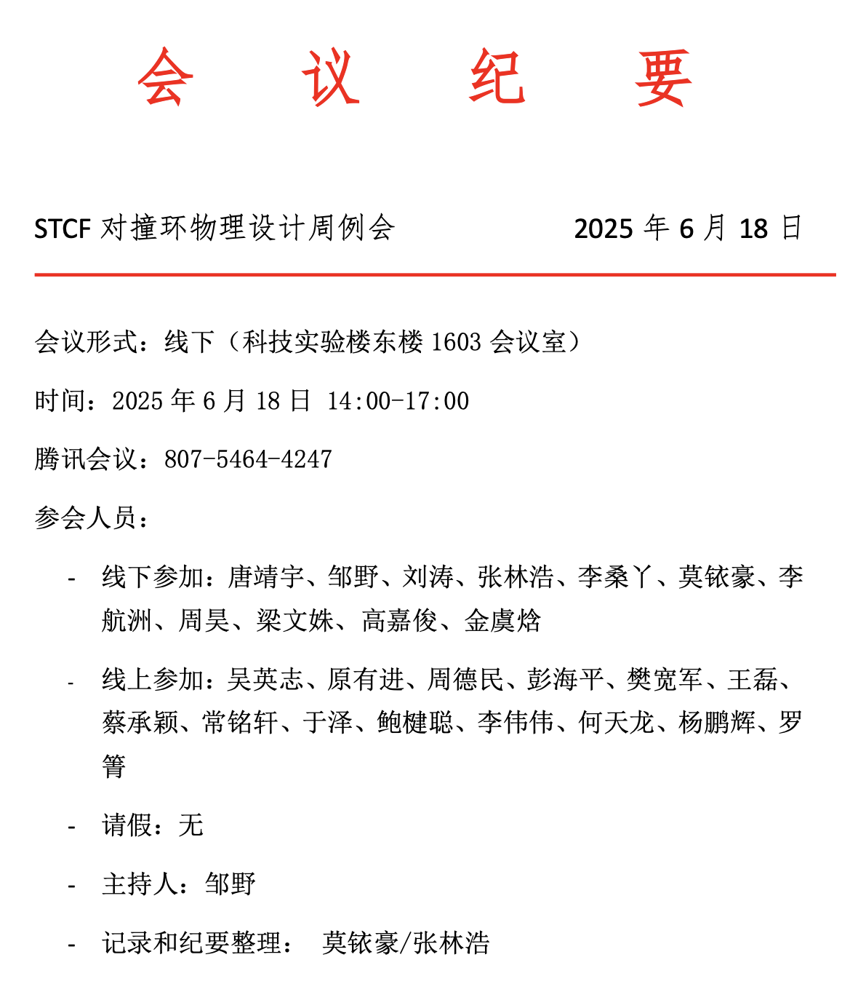 会 议 纪 要
STCF 对撞环物理设计周例会 2025 年 6 月 18 日
会议形式：线下（科技实验楼东楼 1603 会议室）
时间：2025 年 6 月 18 日 14:00-17:00
腾讯会议：807-5464-4247
参会人员：
- 线下参加：唐靖宇、邹野、刘涛、张林浩、李桑丫、莫铱豪、李
航洲、周昊、梁文姝、高嘉俊、金虞焓
- 线上参加：吴英志、原有进、周德民、彭海平、樊宽军、王磊、
蔡承颖、常铭轩、于泽、鲍楗聪、李伟伟、何天龙、杨鹏辉、罗
箐
- 请假：无
- 主持人：邹野
- 记录和纪要整理： 莫铱豪/张林浩